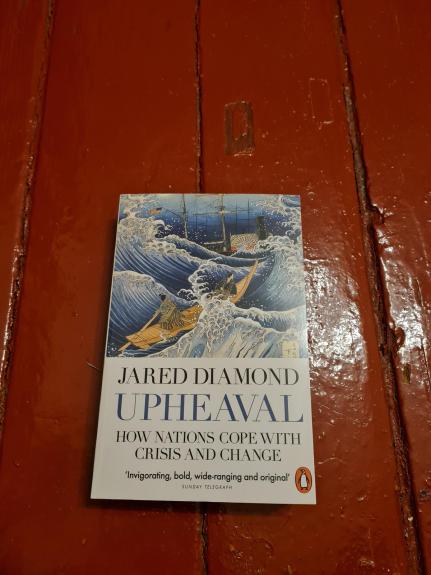 JARED DIAMOND
UPHEAVAL
HOW NATIONS COPE WITH
CRISIS AND CHANGE
'Invigorating, bold, wide-ranging and original'
SUNDAY TELEGRAPH